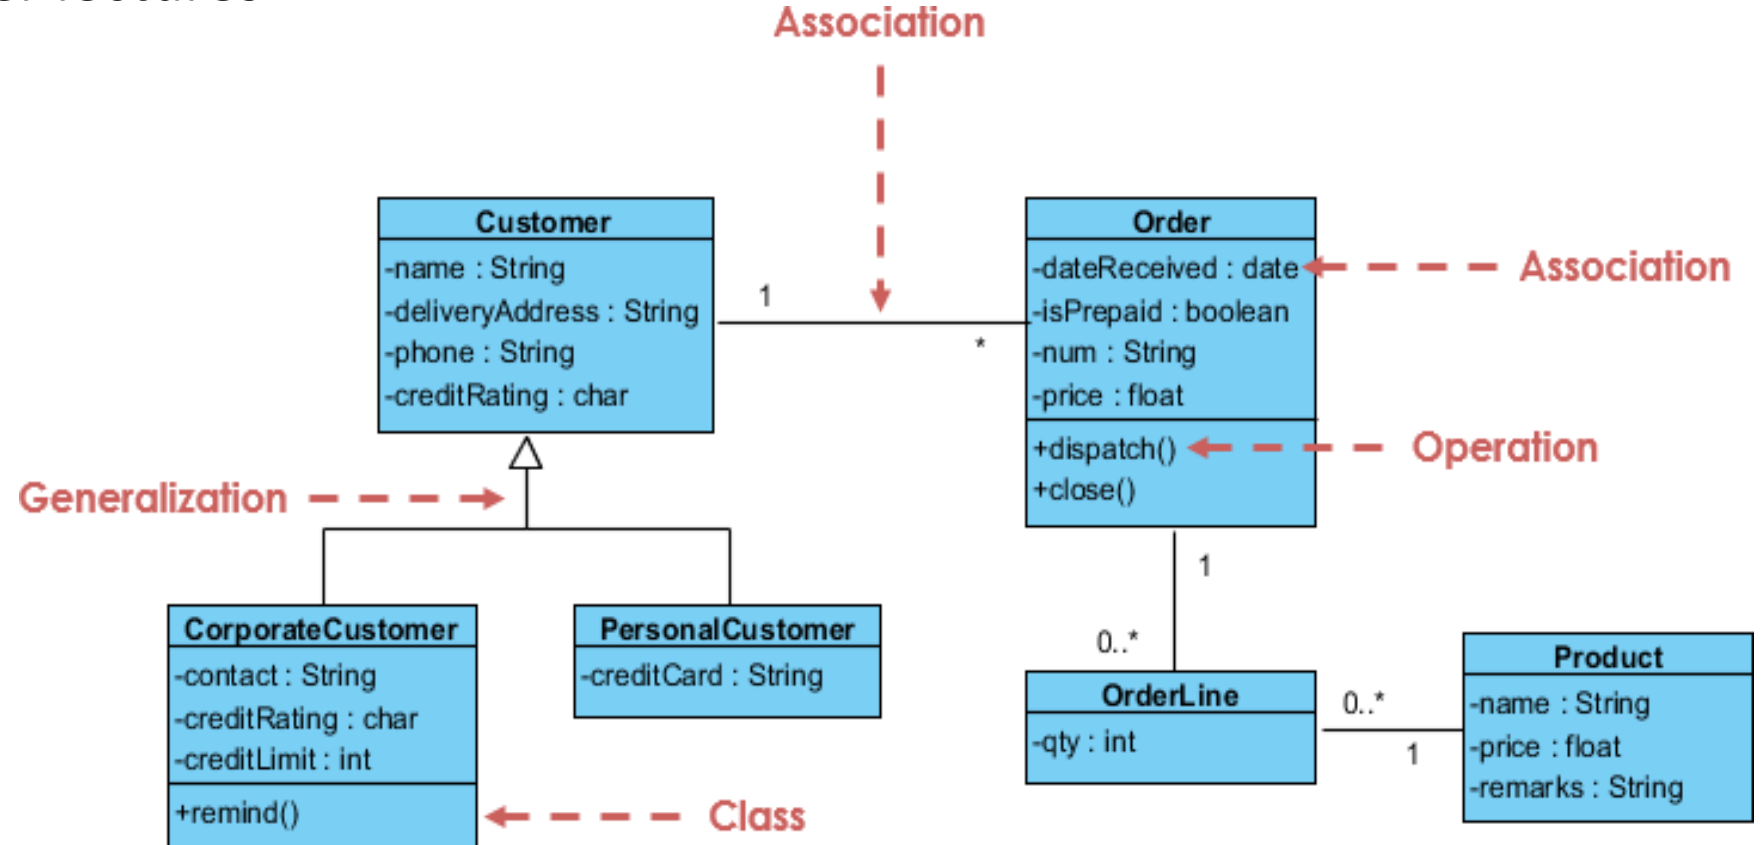 Association
Customer
-name : String
-deliveryAddress : String
-phone : String
-creditRating : char
1
*
Order
-dateReceived : date
-isPrepaid : boolean
-num : String
-price : float
+dispatch()
+close()
Association
Operation
Generalization
CorporateCustomer
-contact : String
-creditRating : char
-creditLimit : int
+remind()
Class
PersonalCustomer
-creditCard : String
1
0..*
OrderLine
-qty : int
0..*
1
Product
-name : String
-price : float
-remarks : String